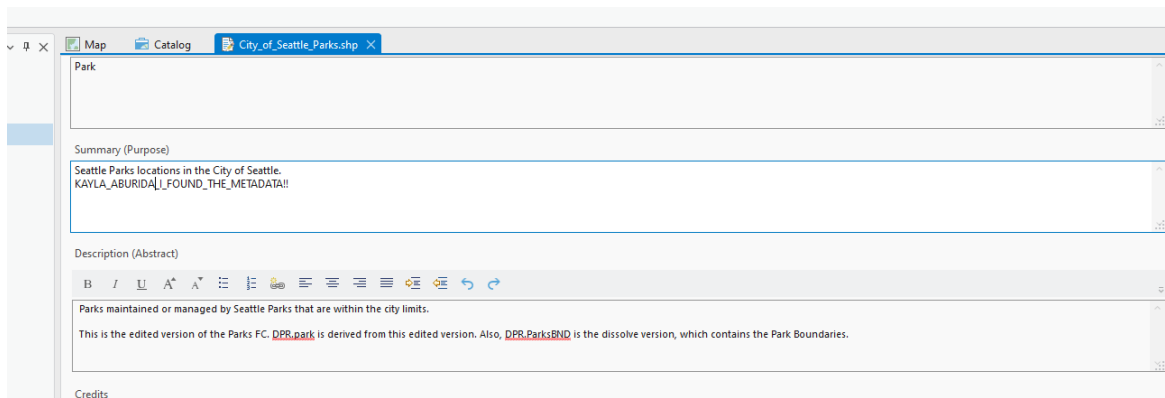 Map Catalog City_of_Seattle_Parks.shp
Park
Summary (Purpose)
Seattle Parks locations in the City of Seattle.
KAYLA_ABURIDA_I_FOUND_THE_METADATA!!
Description (Abstract)
B I U A A
Parks maintained or managed by Seattle Parks that are within the city limits.
This is the edited version of the Parks FC. DPR.park is derived from this edited version. Also, DPR.ParksBND is the dissolve version, which contains the Park Boundaries.
Credits